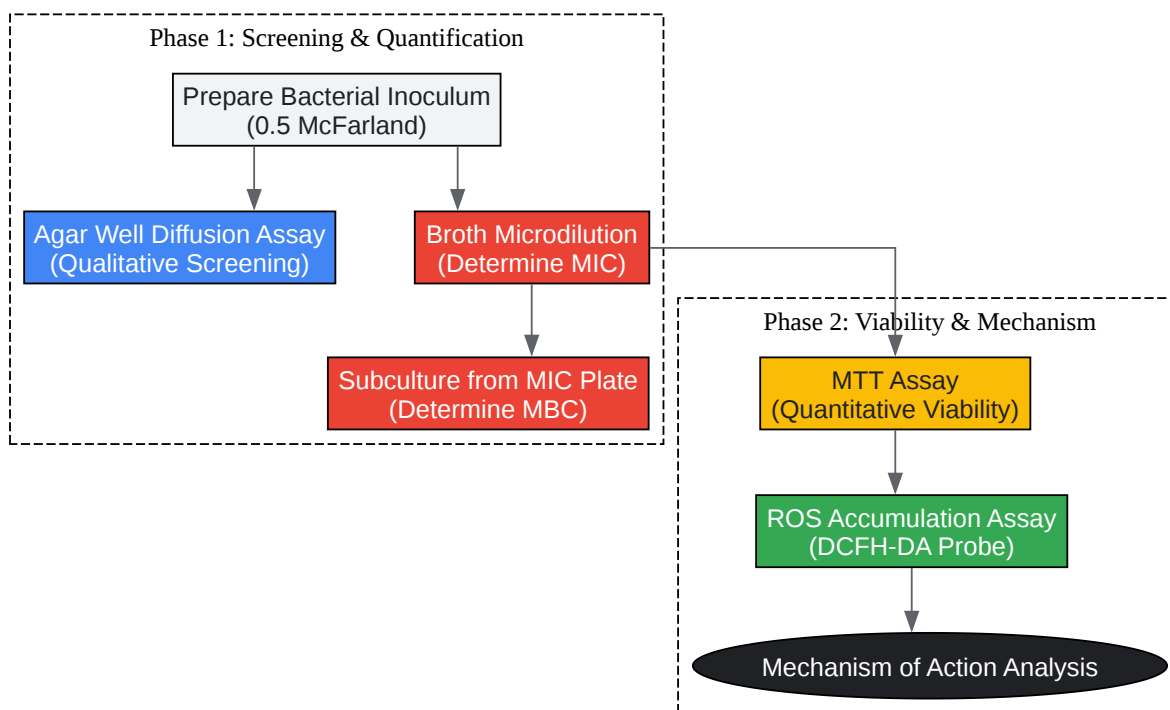 Phase 1: Screening & Quantification
Prepare Bacterial Inoculum
(0.5 McFarland)
Agar Well Diffusion Assay
(Qualitative Screening)
Broth Microdilution
(Determine MIC)
Subculture from MIC Plate
(Determine MBC)
Phase 2: Viability & Mechanism
MTT Assay
(Quantitative Viability)
ROS Accumulation Assay
(DCFH-DA Probe)
Mechanism of Action Analysis